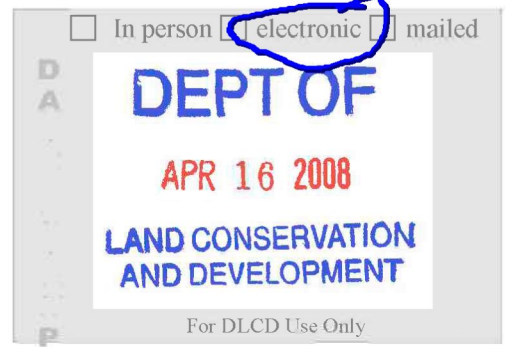 In person electronic mailed
D
A
DEPT OF
APR 16 2008
LAND CONSERVATION
AND DEVELOPMENT
For DLCD Use Only
P